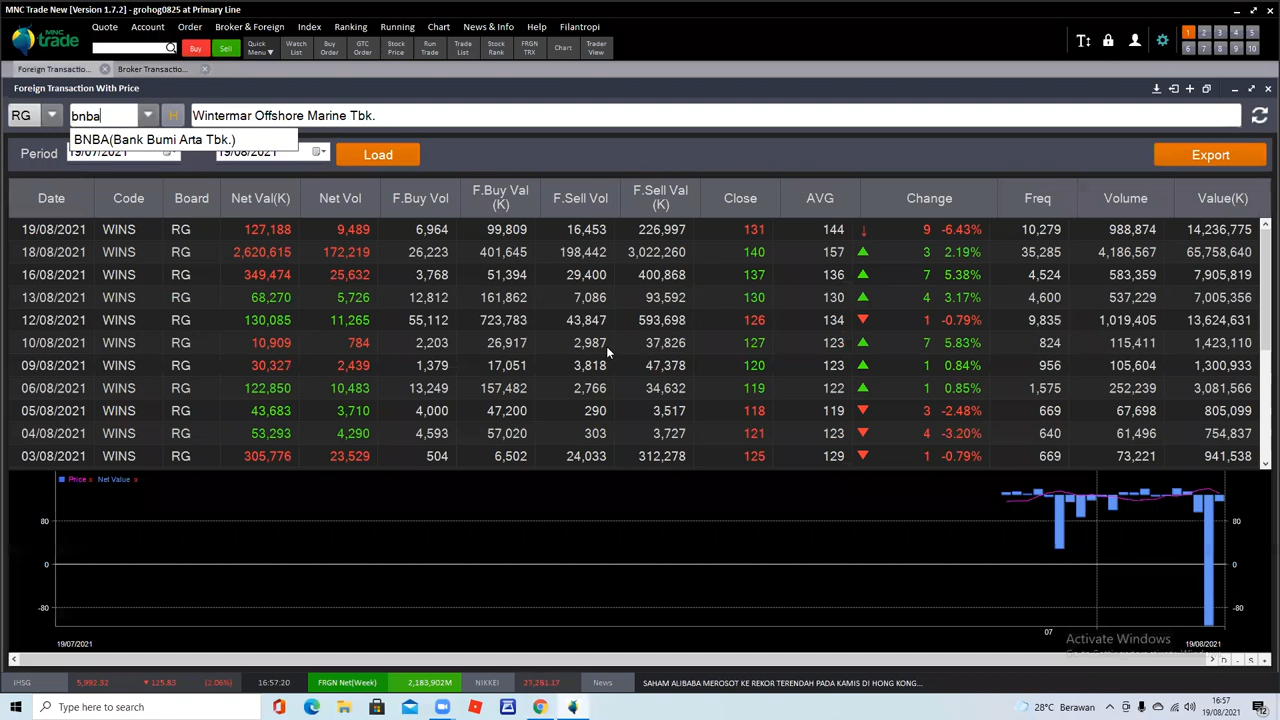 MNC Trade New [Version 1.7.2] - grohog0825 at Primary Line
Quote Account Order Broker & Foreign Index Ranking Running Chart News & Info Help Filantropi
MNC trade
Buy Sell Quick Menu Watch List Buy Order GTC Order Stock Price Run Trade Trade List Stock Rank FRGN TRX Chart Trader View
1 2 3 4 5
6 7 8 9 10
Foreign Transactio... Broker Transactio...
Foreign Transaction With Price
RG bnba H Wintermar Offshore Marine Tbk.
BNBA(Bank Bumi Arta Tbk.)
Period 19/07/2021 19/08/2021 Load Export
Date Code Board Net Val(K) Net Vol F.Buy Vol F.Buy Val (K) F.Sell Vol F.Sell Val (K) Close AVG Change Freq Volume Value(K)
19/08/2021 WINS RG 127,188 9,489 6,964 99,809 6,453 226,997 131 144 ↓ 9 -6.43% 10,279 988,874 14,236,775
18/08/2021 WINS RG 2,620,615 172,219 26,223 401,645 198,442 3,022,260 140 157 ▲ 3 2.19% 35,285 4,186,567 65,758,640
16/08/2021 WINS RG 349,474 25,632 3,768 51,394 29,400 400,868 137 136 ▲ 7 5.38% 4,524 583,359 7,905,819
13/08/2021 WINS RG 68,270 5,726 12,812 161,862 7,086 93,592 130 130 ▲ 4 3.17% 4,600 537,229 7,005,356
12/08/2021 WINS RG 130,085 11,265 55,112 723,783 43,847 593,698 126 134 ▼ 1 -0.79% 9,835 1,019,405 13,624,631
10/08/2021 WINS RG 10,909 784 2,203 26,917 2,987 37,826 127 123 ▲ 7 5.83% 824 115,411 1,423,110
09/08/2021 WINS RG 30,327 2,439 1,379 17,051 3,818 47,378 120 123 ▲ 1 0.84% 956 105,604 1,300,933
06/08/2021 WINS RG 122,850 10,483 13,249 157,482 2,766 34,632 119 122 ▲ 1 0.85% 1,575 252,239 3,081,566
05/08/2021 WINS RG 43,683 3,710 4,000 47,200 290 3,517 118 119 ▼ 3 -2.48% 669 67,698 805,099
04/08/2021 WINS RG 53,293 4,290 4,593 57,020 303 3,727 121 123 ▼ 4 -3.20% 640 61,496 754,837
03/08/2021 WINS RG 305,776 23,529 504 6,502 24,033 312,278 125 129 ▼ 1 -0.79% 669 73,221 941,538
Price x Net Value x
80 80
0 0
-80 -80
07
19/07/2021 19/08/2021
Activate Windows
D - S
IHSG 5,992.32 ▼ 125.83 (2.06%) 16:57:20 FRGN Net(Week) 2,183,902M NIKKEI 27,281.17 News SAHAM ALIBABA MEROSOT KE REKOR TERENDAH PADA KAMIS DI HONG KONG...
Type here to search 28°C Berawan 16:57
19/08/2021 12